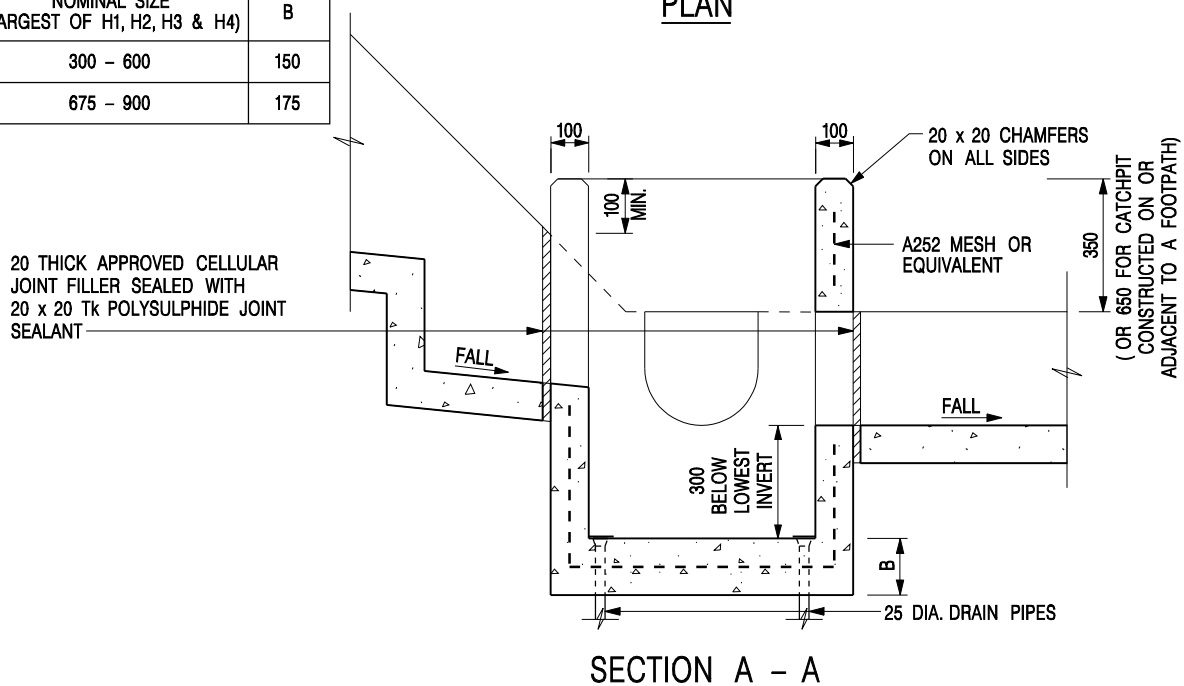 NOMINAL SIZE
(LARGEST OF H1, H2, H3 & H4)
B
300 – 600
150
675 – 900
175
PLAN
100
100
20 x 20 CHAMFERS
ON ALL SIDES
100
MIN.
A252 MESH OR
EQUIVALENT
350
( OR 650 FOR CATCHPIT
CONSTRUCTED ON OR
ADJACENT TO A FOOTPATH)
20 THICK APPROVED CELLULAR
JOINT FILLER SEALED WITH
20 x 20 Tk POLYSULPHIDE JOINT
SEALANT
FALL
FALL
300
BELOW
LOWEST
INVERT
B
25 DIA. DRAIN PIPES
SECTION A – A